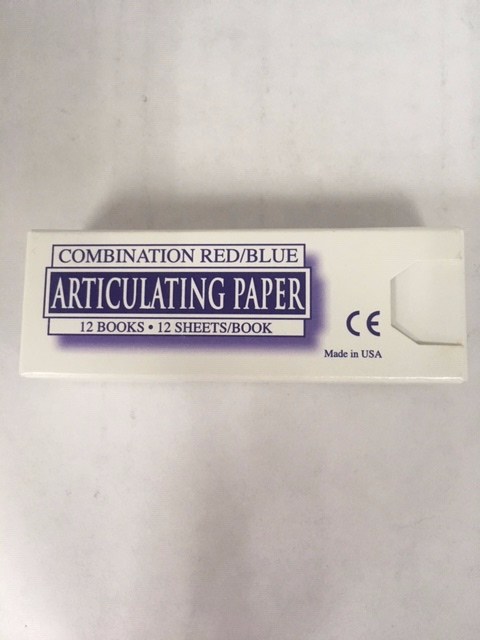 COMBINATION RED/BLUE
ARTICULATING PAPER
12 BOOKS • 12 SHEETS/BOOK
CE
Made in USA